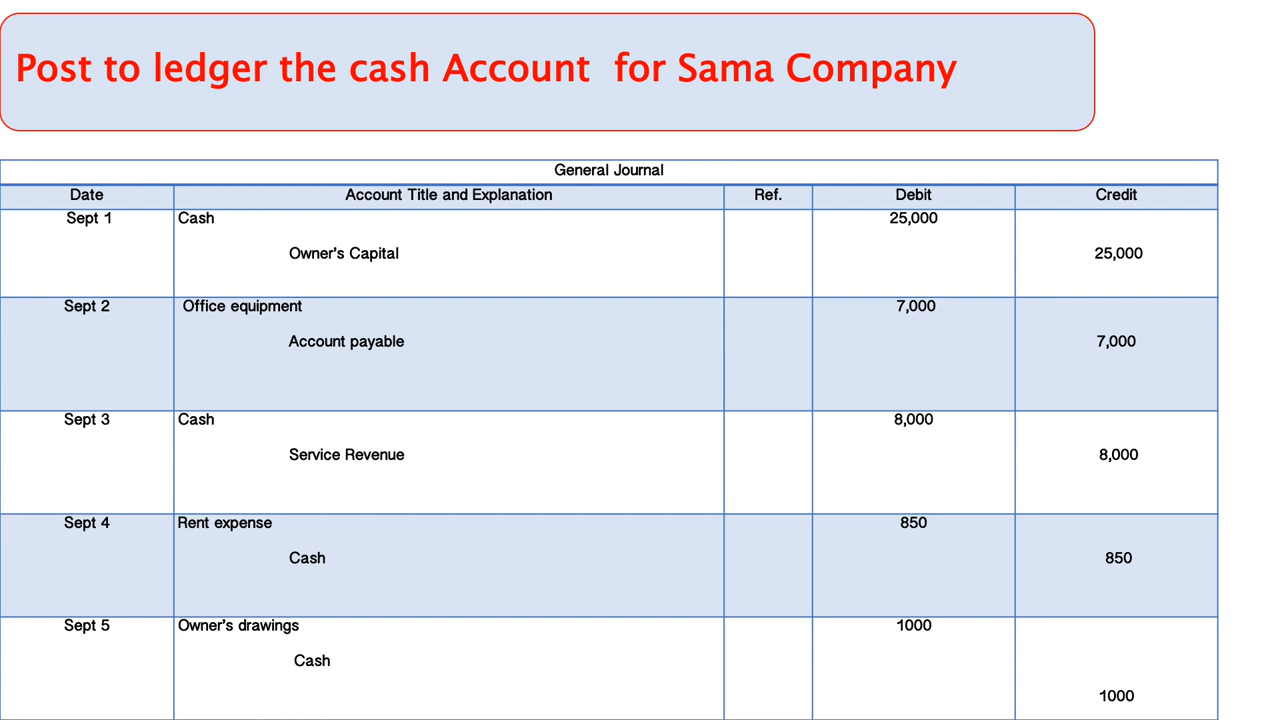 Post to ledger the cash Account for Sama Company
General Journal
Date Account Title and Explanation Ref. Debit Credit
Sept 1 Cash 25,000
Owner's Capital 25,000
Sept 2 Office equipment 7,000
Account payable 7,000
Sept 3 Cash 8,000
Service Revenue 8,000
Sept 4 Rent expense 850
Cash 850
Sept 5 Owner's drawings 1000
Cash
1000